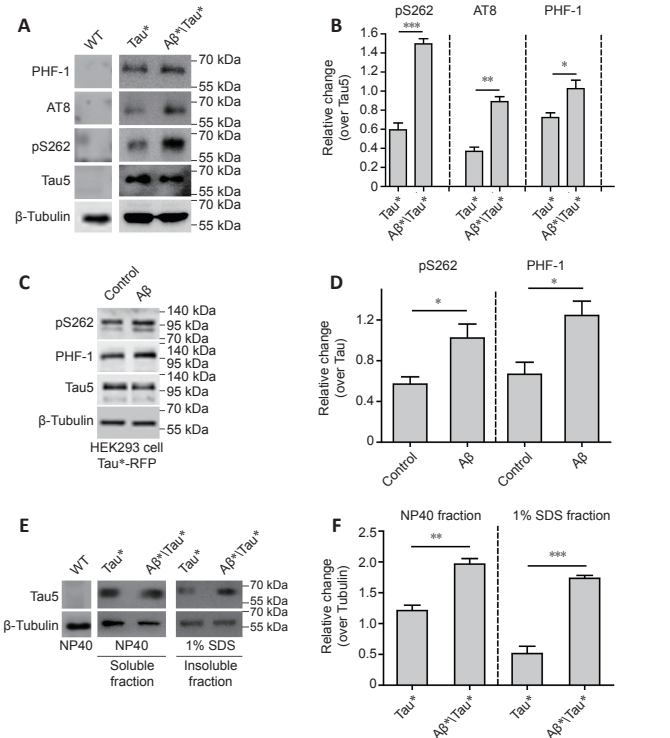 A
WT
Tau*
Aβ*\Tau*
PHF-1
70 kDa
55 kDa
AT8
70 kDa
55 kDa
pS262
70 kDa
55 kDa
Tau5
70 kDa
55 kDa
β-Tubulin
70 kDa
55 kDa
B
pS262 AT8 PHF-1
Relative change
(over Tau5)
1.6
1.4
1.2
1.0
0.8
0.6
0.4
0.2
0
***
**
*
Tau*
Aβ*\Tau*
Tau*
Aβ*\Tau*
Tau*
Aβ*\Tau*
C
Control
Aβ
pS262
140 kDa
95 kDa
70 kDa
PHF-1
140 kDa
95 kDa
Tau5
140 kDa
95 kDa
β-Tubulin
70 kDa
55 kDa
HEK293 cell
Tau*-RFP
D
pS262 PHF-1
Relative change
(over Tau)
1.2
0.8
0.4
0
*
*
Control
Aβ
Control
Aβ
E
WT
Tau*
Aβ*\Tau*
Tau*
Aβ*\Tau*
Tau5
70 kDa
55 kDa
β-Tubulin
70 kDa
55 kDa
NP40 NP40 1% SDS
Soluble
fraction
Insoluble
fraction
F
NP40 fraction 1% SDS fraction
Relative change
(over Tubulin)
2.5
2.0
1.5
1.0
0.5
0
**
***
Tau*
Aβ*\Tau*
Tau*
Aβ*\Tau*